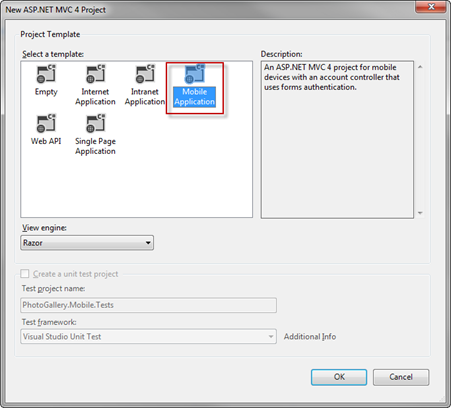 New ASP.NET MVC 4 Project
Project Template
Select a template:
Description:
C#
C#
C#
C#
Empty
Internet Application
Intranet Application
Mobile Application
An ASP.NET MVC 4 project for mobile
devices with an account controller that
uses forms authentication.
C#
C#
Web API
Single Page Application
View engine:
Razor
Create a unit test project
Test project name:
PhotoGallery.Mobile.Tests
Test framework:
Visual Studio Unit Test
Additional Info
OK
Cancel